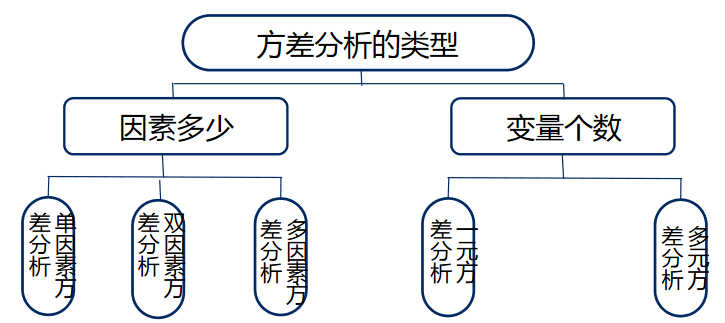 方差分析的类型
因素多少
变量个数
单因素方
差分析
双因素方
差分析
多因素方
差分析
一元方
差分析
多元方
差分析